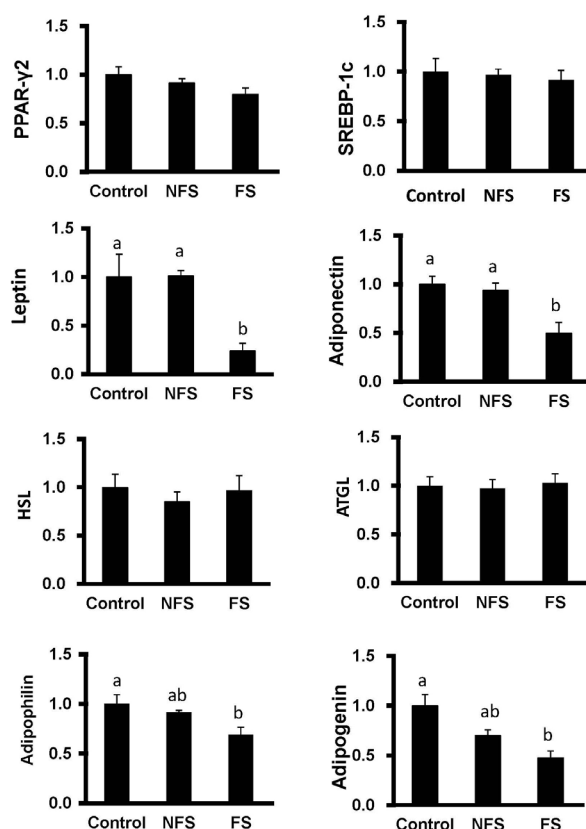 PPAR-γ2
1.5
1.0
0.5
0.0
Control NFS FS
SREBP-1c
1.5
1.0
0.5
0.0
Control NFS FS
Leptin
1.5
1.0
0.5
0.0
a a b
Control NFS FS
Adiponectin
1.5
1.0
0.5
0.0
a a b
Control NFS FS
HSL
1.5
1.0
0.5
0.0
Control NFS FS
ATGL
1.5
1.0
0.5
0.0
Control NFS FS
Adipophilin
1.5
1.0
0.5
0.0
a ab b
Control NFS FS
Adipogenin
1.5
1.0
0.5
0.0
a ab b
Control NFS FS